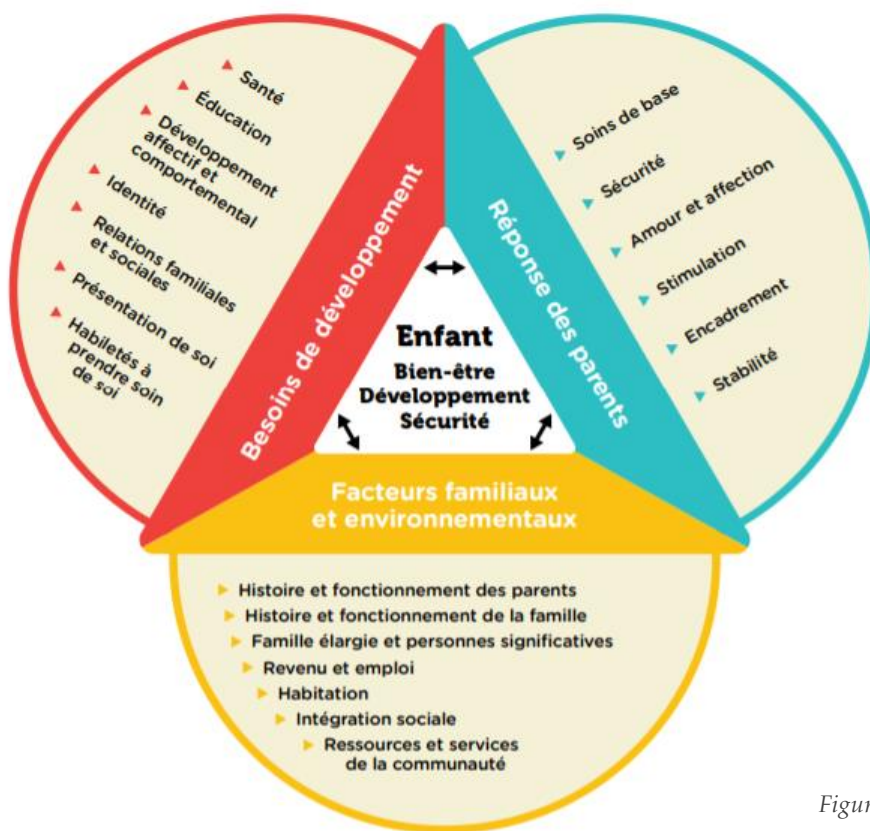 Santé
Éducation
Développement
affectif et
comportemental
Identité
Relations familiales
et sociales
Présentation de soi
Habiletés à
prendre soin
de soi
Besoins de développement
Réponse des parents
Soins de base
Sécurité
Amour et affection
Stimulation
Encadrement
Stabilité
Enfant
Bien-être
Développement
Sécurité
Facteurs familiaux
et environnementaux
Histoire et fonctionnement des parents
Histoire et fonctionnement de la famille
Famille élargie et personnes significatives
Revenu et emploi
Habitation
Intégration sociale
Ressources et services
de la communauté
Figur